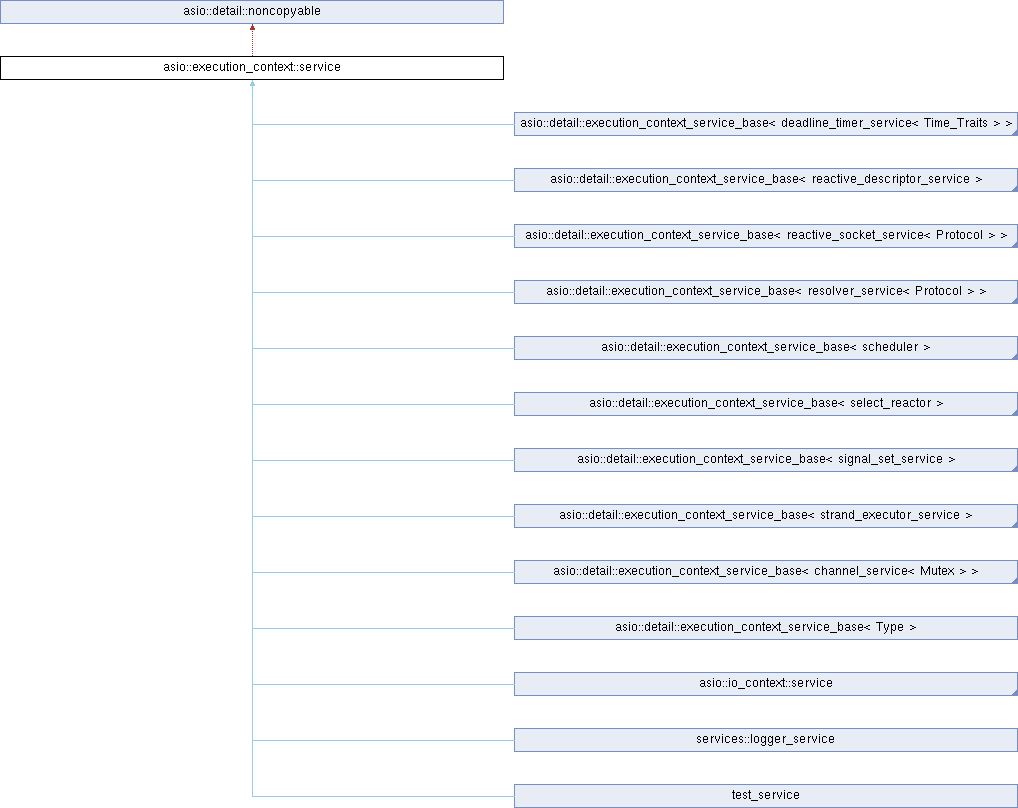 asio::detail::noncopyable
asio::execution_context::service
asio::detail::execution_context_service_base< deadline_timer_service< Time_Traits > >
asio::detail::execution_context_service_base< reactive_descriptor_service >
asio::detail::execution_context_service_base< reactive_socket_service< Protocol > >
asio::detail::execution_context_service_base< resolver_service< Protocol > >
asio::detail::execution_context_service_base< scheduler >
asio::detail::execution_context_service_base< select_reactor >
asio::detail::execution_context_service_base< signal_set_service >
asio::detail::execution_context_service_base< strand_executor_service >
asio::detail::execution_context_service_base< channel_service< Mutex > >
asio::detail::execution_context_service_base< Type >
asio::io_context::service
services::logger_service
test_service